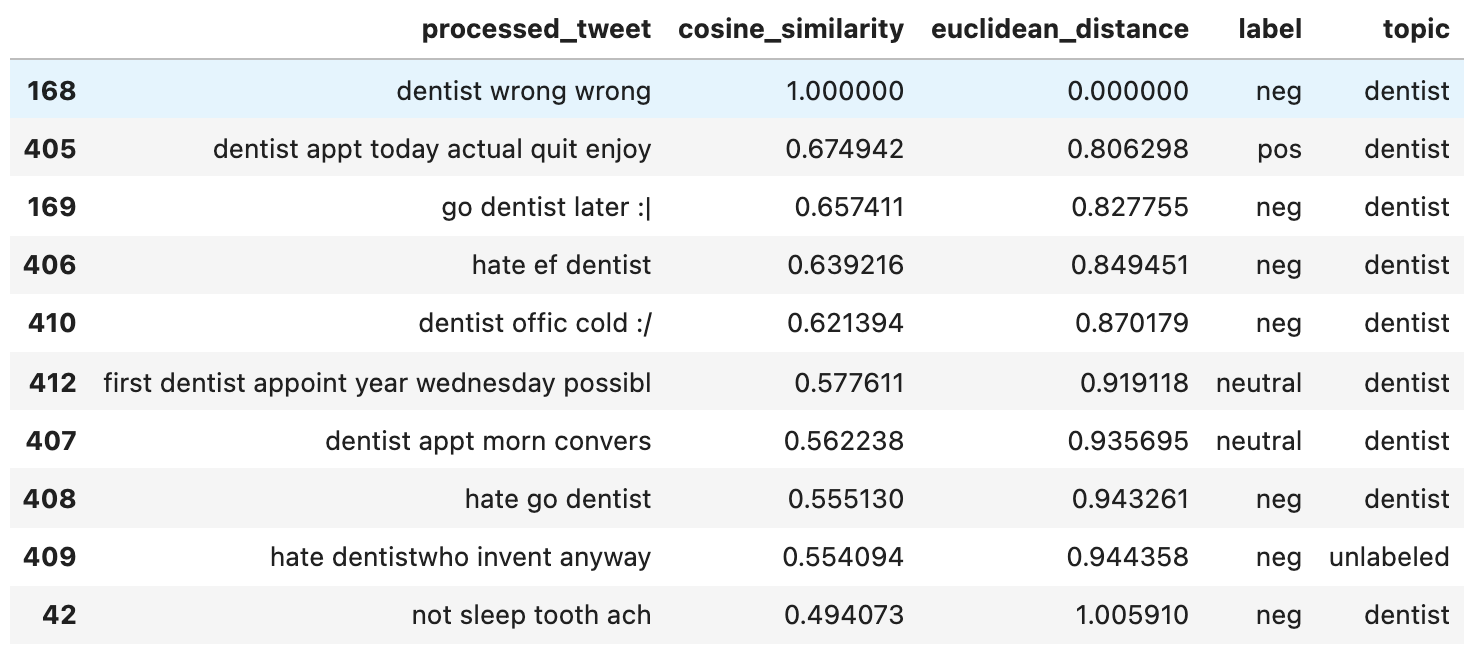 processed_tweet cosine_similarity euclidean_distance label topic
168 dentist wrong wrong 1.000000 0.000000 neg dentist
405 dentist appt today actual quit enjoy 0.674942 0.806298 pos dentist
169 go dentist later :| 0.657411 0.827755 neg dentist
406 hate ef dentist 0.639216 0.849451 neg dentist
410 dentist offic cold :/ 0.621394 0.870179 neg dentist
412 first dentist appoint year wednesday possibl 0.577611 0.919118 neutral dentist
407 dentist appt morn convers 0.562238 0.935695 neutral dentist
408 hate go dentist 0.555130 0.943261 neg dentist
409 hate dentistwho invent anyway 0.554094 0.944358 neg unlabeled
42 not sleep tooth ach 0.494073 1.005910 neg dentist